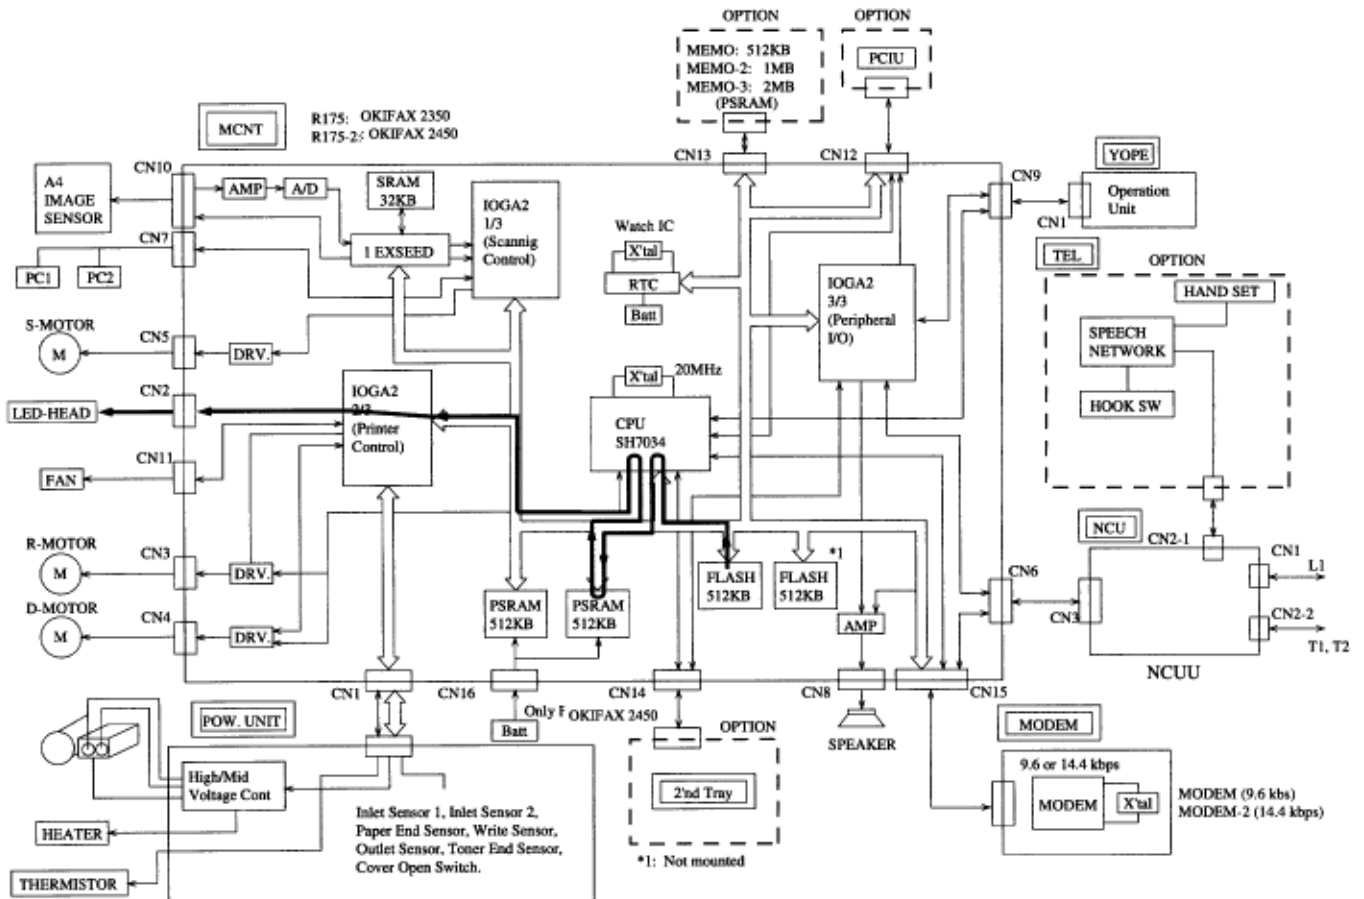 OPTION
OPTION
MEMO: 512KB
MEMO-2: 1MB
MEMO-3: 2MB
(PSRAM)
PCIU
MCNT
R175: OKIFAX 2350
R175-2: OKIFAX 2450
CN13
CN12
CN10
A4
IMAGE
SENSOR
AMP
A/D
SRAM
32KB
IOGA2
1/3
(Scannig
Control)
1 EXSEED
CN7
PC1
PC2
Watch IC
X'tal
RTC
Batt
IOGA2
3/3
(Peripheral
I/O)
CN9
YOPE
Operation
Unit
CN1
TEL
OPTION
HAND SET
SPEECH
NETWORK
HOOK SW
S-MOTOR
M
CN5
DRV.
CN2
LED-HEAD
IOGA2
2/3
(Printer
Control)
X'tal
20MHz
CPU
SH7034
CN11
FAN
R-MOTOR
M
CN3
DRV.
D-MOTOR
M
CN4
DRV.
PSRAM
512KB
PSRAM
512KB
FLASH
512KB
*1
FLASH
512KB
AMP
CN6
NCU
CN2-1
CN1
L1
CN3
CN2-2
T1, T2
NCUU
CN1
CN16
CN14
CN8
CN15
POW. UNIT
Batt
Only
OKIFAX 2450
OPTION
SPEAKER
MODEM
High/Mid
Voltage Cont
2'nd Tray
9.6 or 14.4 kbps
MODEM
X'tal
MODEM (9.6 kbs)
MODEM-2 (14.4 kbps)
HEATER
Inlet Sensor 1, Inlet Sensor 2,
Paper End Sensor, Write Sensor,
Outlet Sensor, Toner End Sensor,
Cover Open Switch.
*1: Not mounted
THERMISTOR